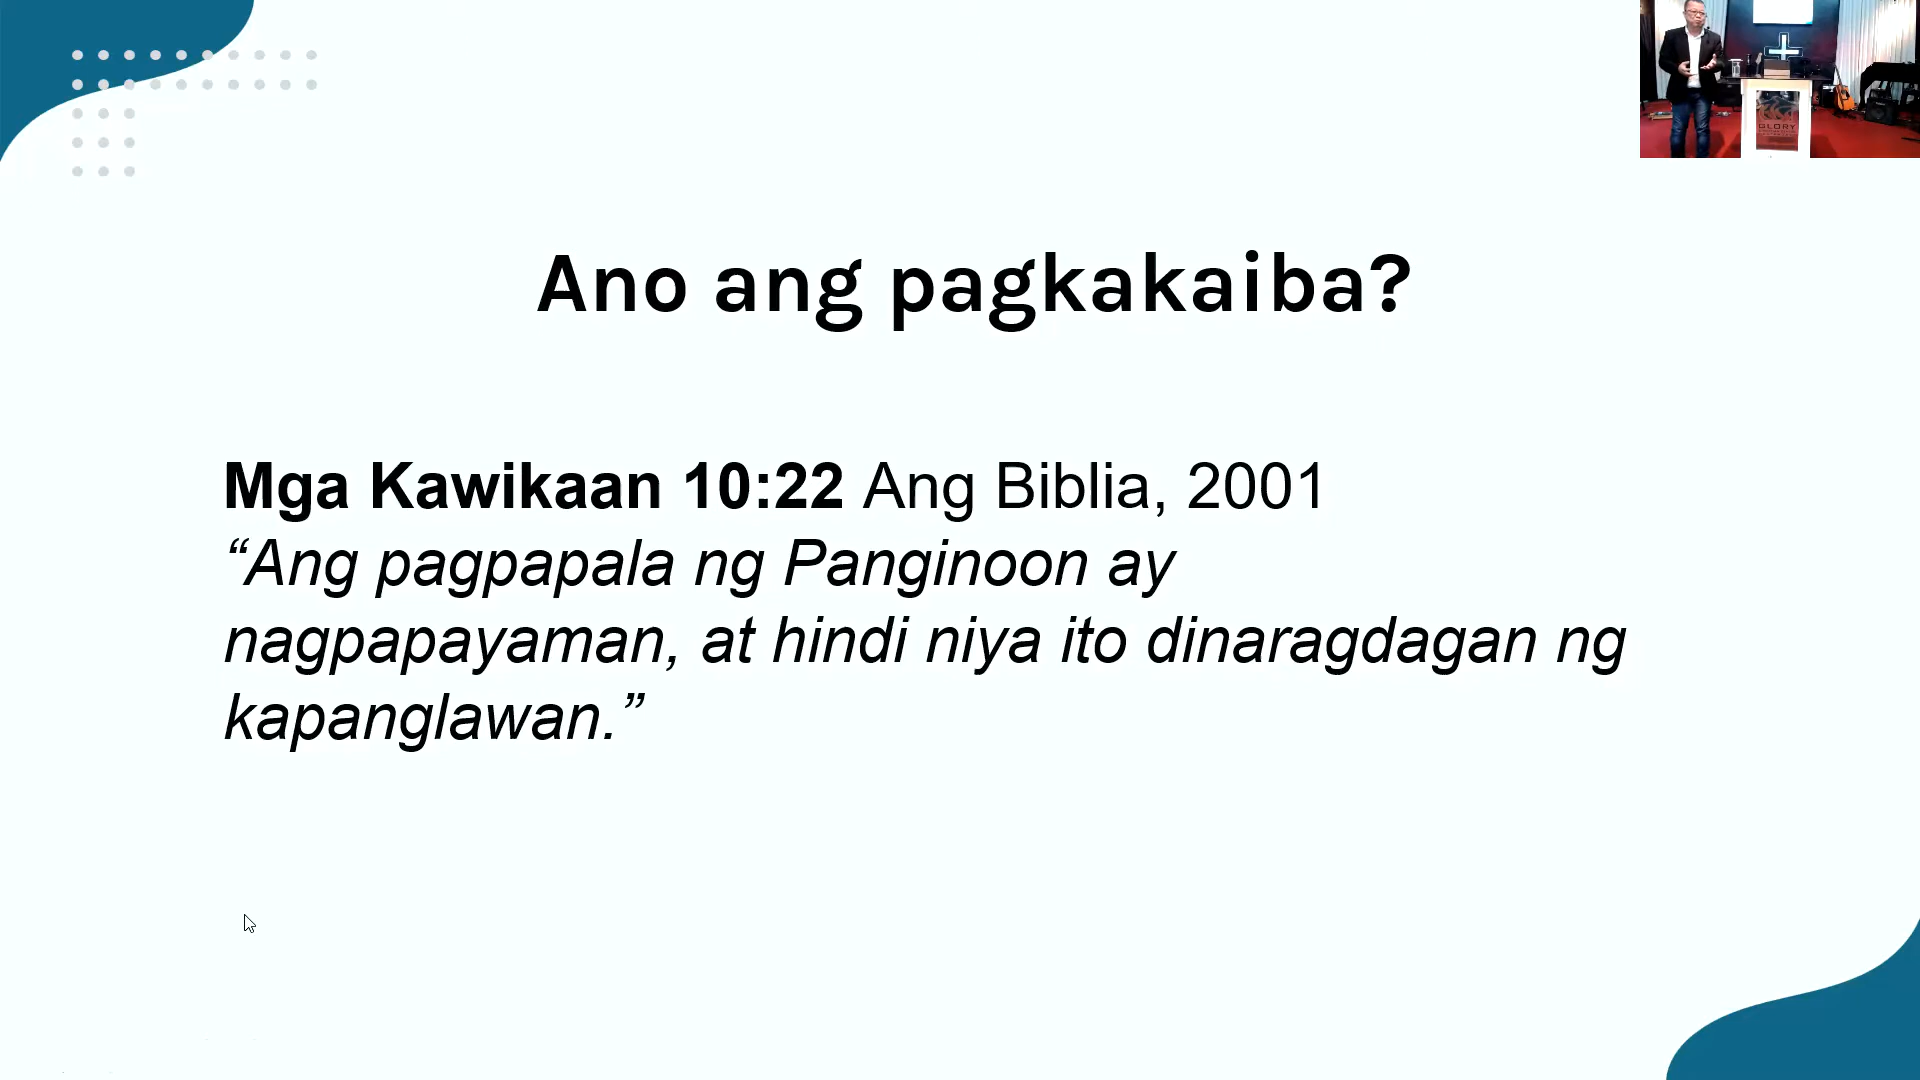 GLORY
Ano ang pagkakaiba?
Mga Kawikaan 10:22 Ang Biblia, 2001
“Ang pagpapala ng Panginoon ay
nagpapayaman, at hindi niya ito dinaragdagan ng
kapanglawan.”